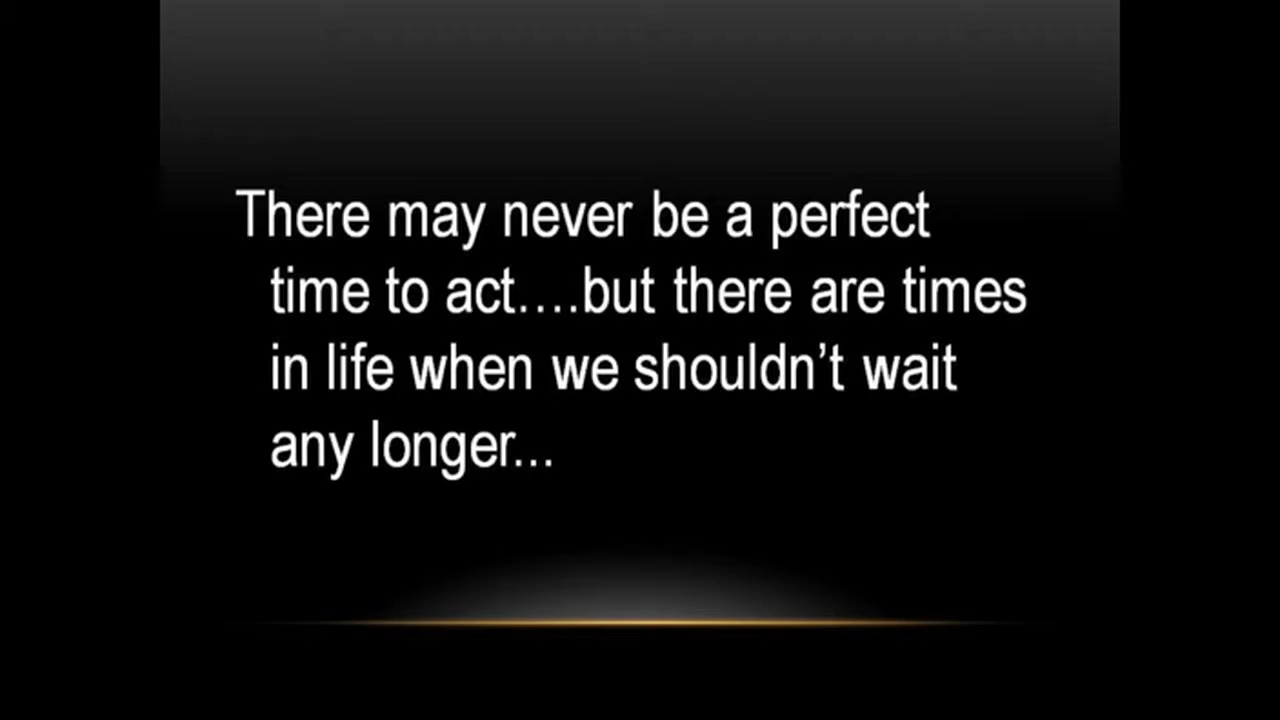 There may never be a perfect
time to act....but there are times
in life when we shouldn’t wait
any longer...